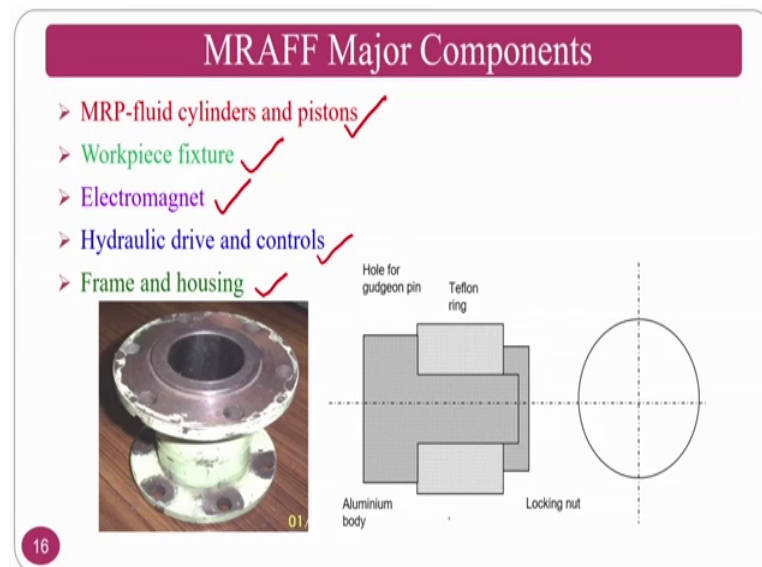 MRAFF Major Components
MRP-fluid cylinders and pistons
Workpiece fixture
Electromagnet
Hydraulic drive and controls
Frame and housing
Hole for
gudgeon pin
Teflon
ring
Aluminium
body
Locking nut
01/
16